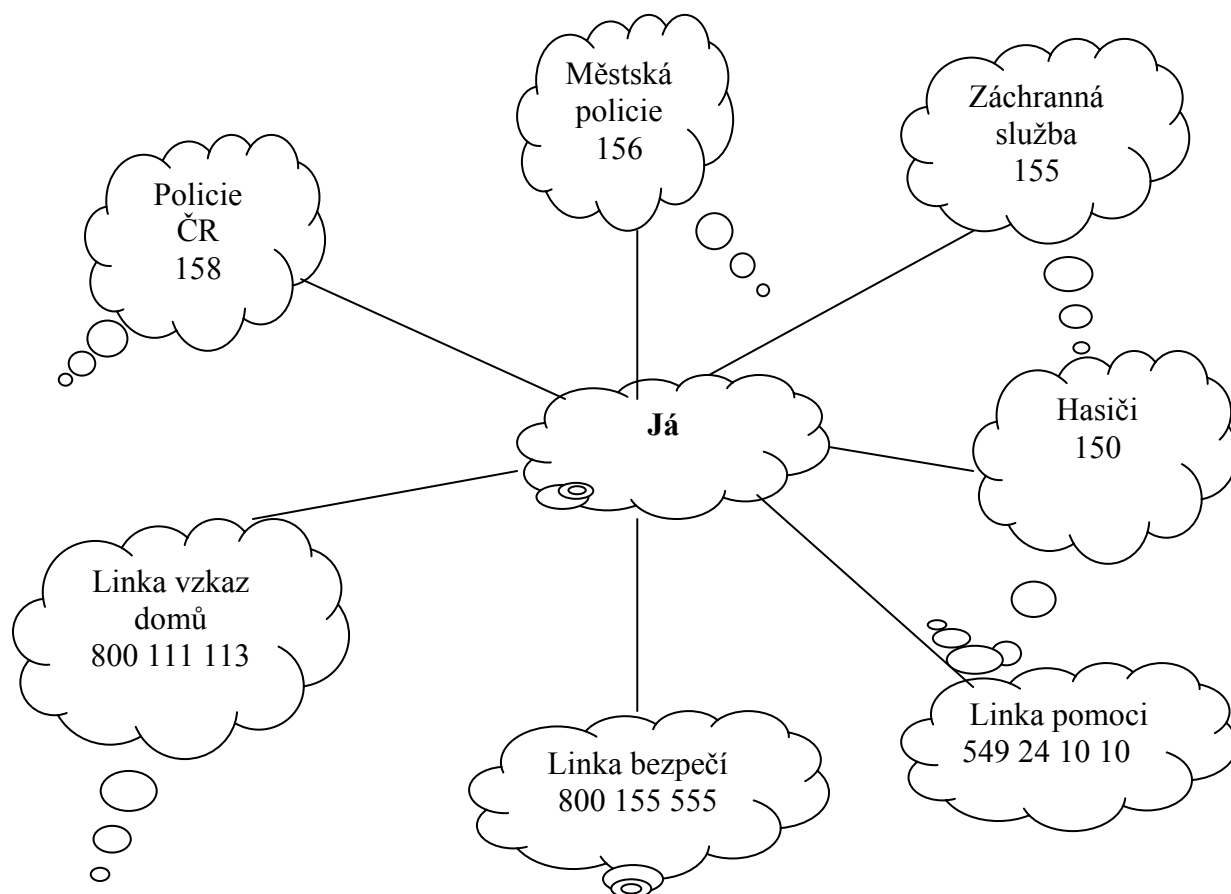 Městská
policie
156
Záchranná
služba
155
Policie
ČR
158
Já
Hasiči
150
Linka vzkaz
domů
800 111 113
Linka pomoci
549 24 10 10
Linka bezpečí
800 155 555